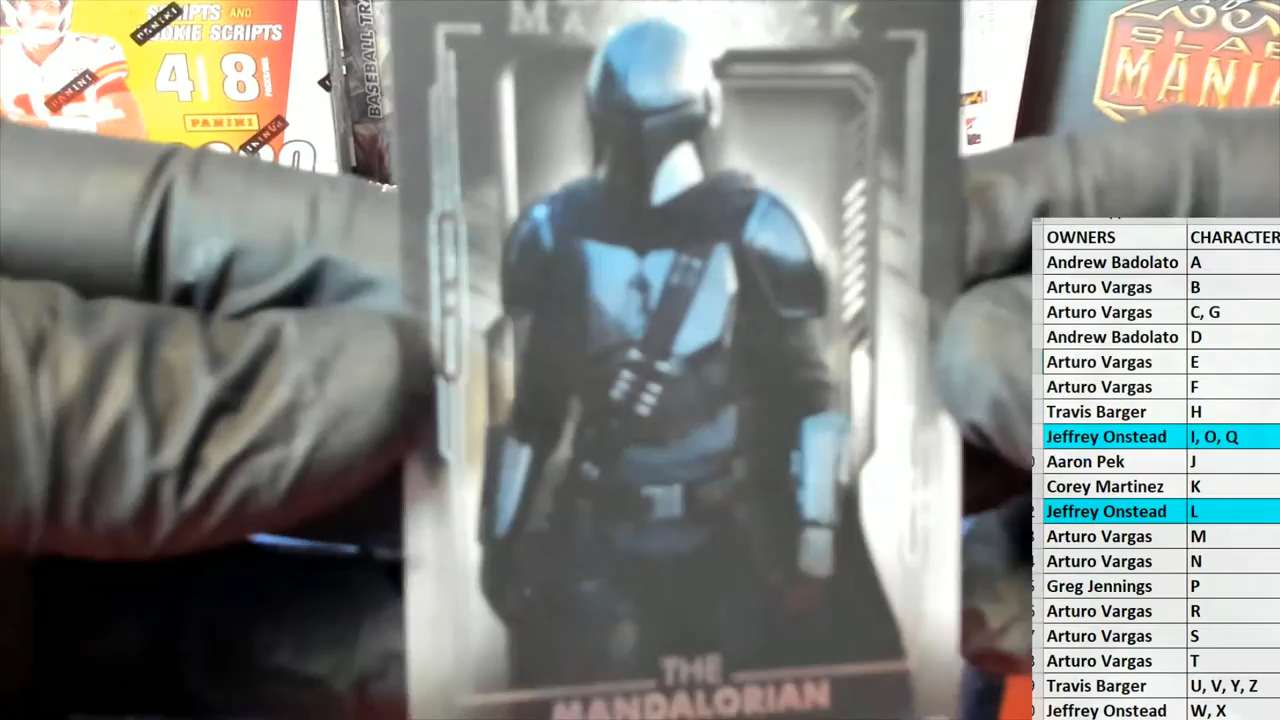 SCRIPTS AND
ROOKIE SCRIPTS
4 8
PANINI
PANINI
BASEBALL
SLAB
MANIA
THE
MANDALORIAN
OWNERS CHARACTER
Andrew Badolato A
Arturo Vargas B
Arturo Vargas C, G
Andrew Badolato D
Arturo Vargas E
Arturo Vargas F
Travis Barger H
Jeffrey Onstead I, O, Q
Aaron Pek J
Corey Martinez K
Jeffrey Onstead L
Arturo Vargas M
Arturo Vargas N
Greg Jennings P
Arturo Vargas R
Arturo Vargas S
Arturo Vargas T
Travis Barger U, V, Y, Z
Jeffrey Onstead W, X